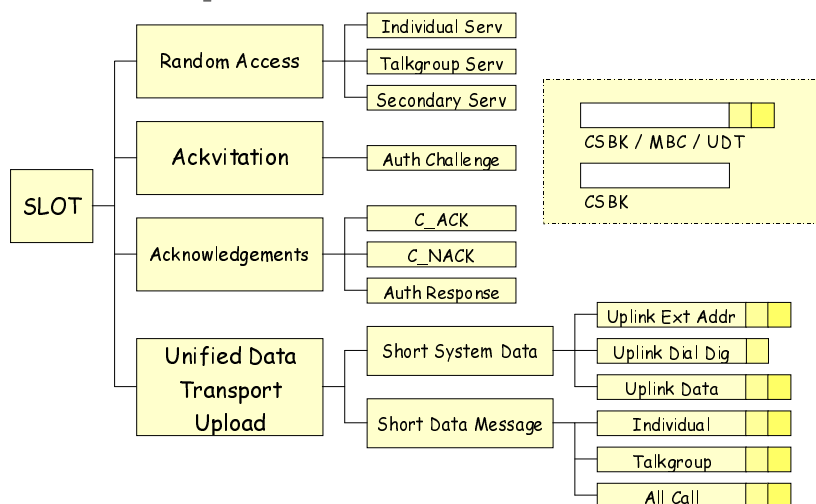 SLOT
Random Access
Individual Serv
Talkgroup Serv
Secondary Serv
Ackvitation
Auth Challenge
Acknowledgements
C_ACK
C_NACK
Auth Response
Unified Data
Transport
Upload
Short System Data
Uplink Ext Addr
Uplink Dial Dig
Uplink Data
Short Data Message
Individual
Talkgroup
All Call
CSBK / MBC / UDT
CSBK